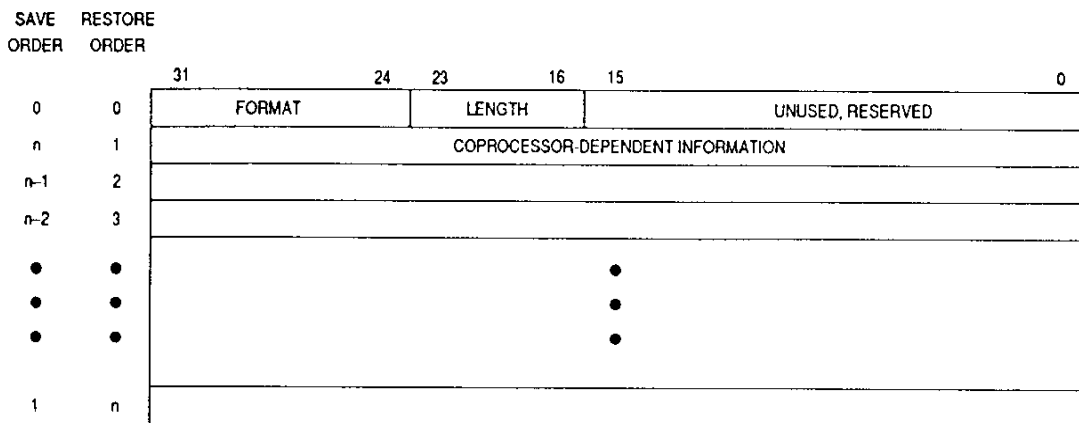 SAVE ORDER RESTORE ORDER
31 24 23 16 15 0
0 0 FORMAT LENGTH UNUSED, RESERVED
n 1 COPROCESSOR-DEPENDENT INFORMATION
n–1 2
n–2 3
1 n